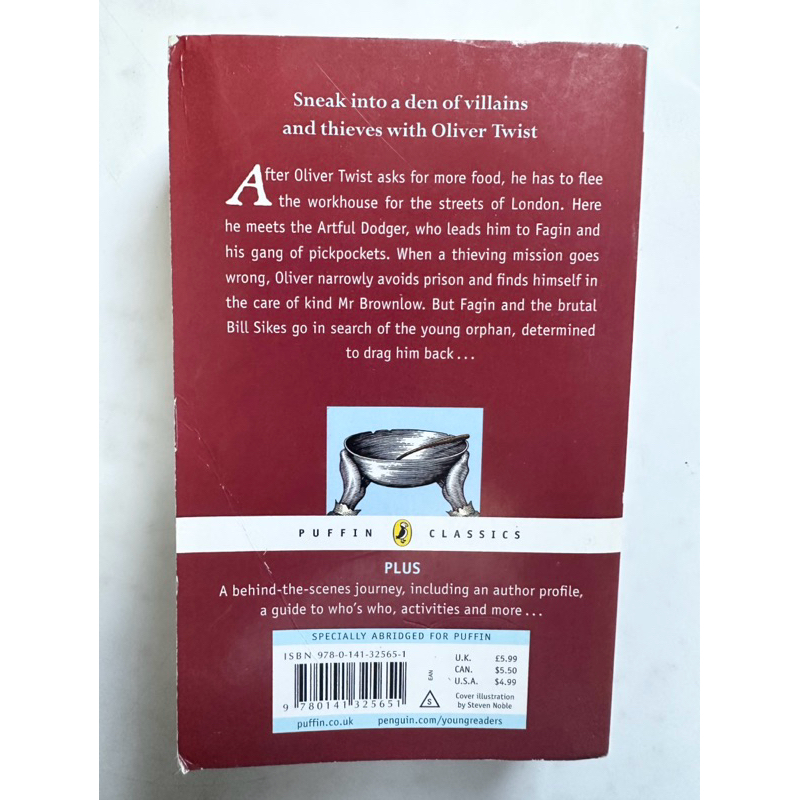 Sneak into a den of villains
and thieves with Oliver Twist
After Oliver Twist asks for more food, he has to flee
the workhouse for the streets of London. Here
he meets the Artful Dodger, who leads him to Fagin and
his gang of pickpockets. When a thieving mission goes
wrong, Oliver narrowly avoids prison and finds himself in
the care of kind Mr Brownlow. But Fagin and the brutal
Bill Sikes go in search of the young orphan, determined
to drag him back...
PUFFIN CLASSICS
PLUS
A behind-the-scenes journey, including an author profile,
a guide to who's who, activities and more...
SPECIALLY ABRIDGED FOR PUFFIN
ISBN 978-0-141-32565-1
EAN
9 780141 325651
U.K. £5.99
CAN. $5.50
U.S.A. $4.99
S
Cover illustration
by Steven Noble
puffin.co.uk penguin.com/youngreaders